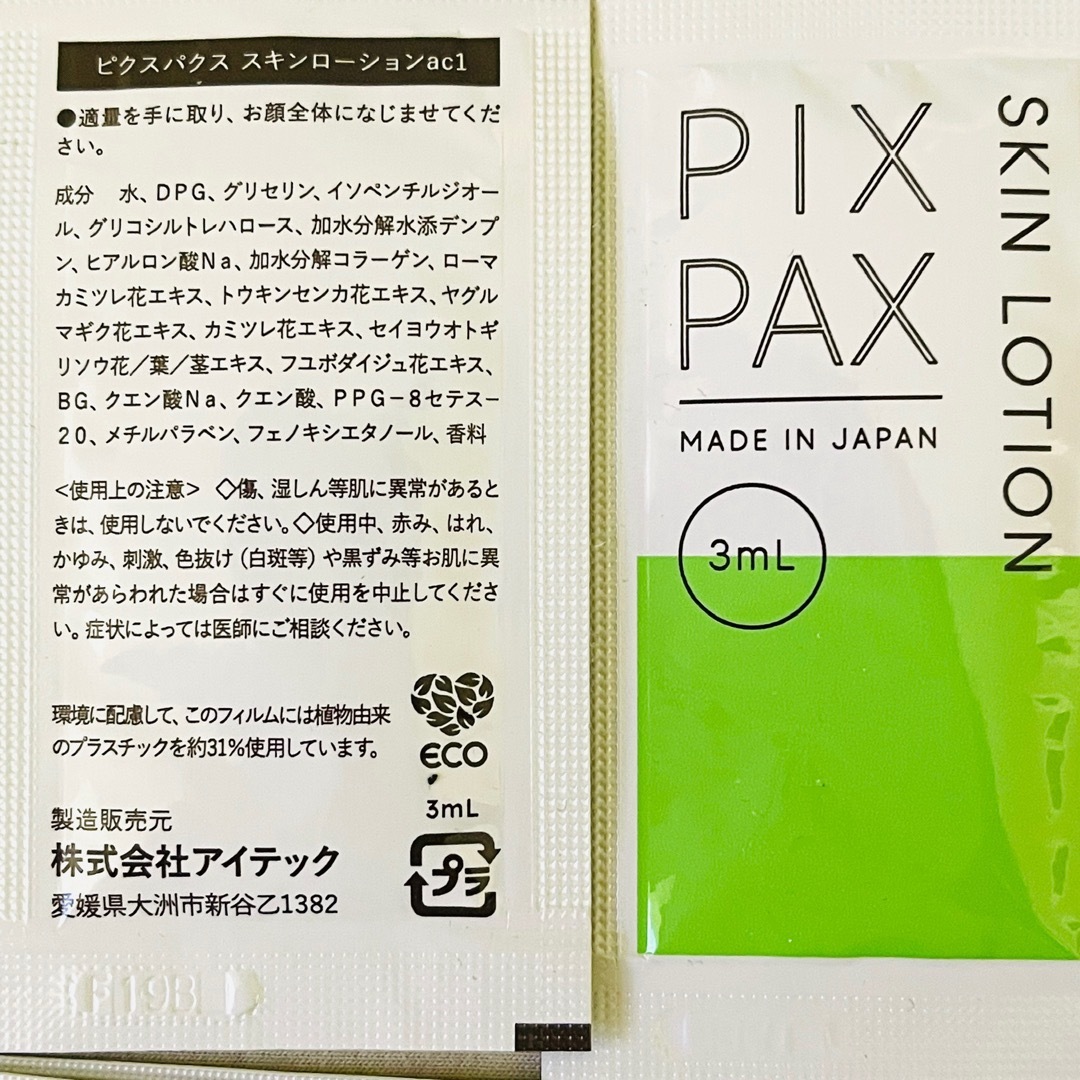 ピクスパクス スキンローションac1
●適量を手に取り、お顔全体になじませてくだ
さい。
成分　水、DPG、グリセリン、イソペンチルジオー
ル、グリコシルトレハロース、加水分解水添デンプ
ン、ヒアルロン酸Na、加水分解コラーゲン、ローマ
カミツレ花エキス、トウキンセンカ花エキス、ヤグル
マギク花エキス、カミツレ花エキス、セイヨウオトギ
リソウ花／葉／茎エキス、フユボダイジュ花エキス、
BG、クエン酸Na、クエン酸、PPG－8セテス－
20、メチルパラベン、フェノキシエタノール、香料
＜使用上の注意＞ ◇傷、湿しん等肌に異常があると
きは、使用しないでください。◇使用中、赤み、はれ、
かゆみ、刺激、色抜け（白斑等）や黒ずみ等お肌に異
常があらわれた場合はすぐに使用を中止してくださ
い。症状によっては医師にご相談ください。
環境に配慮して、このフィルムには植物由来
のプラスチックを約31%使用しています。
ECO
3mL
製造販売元
株式会社アイテック
愛媛県大洲市新谷乙1382
プラ
PIX
PAX
MADE IN JAPAN
3mL
SKIN LOTION